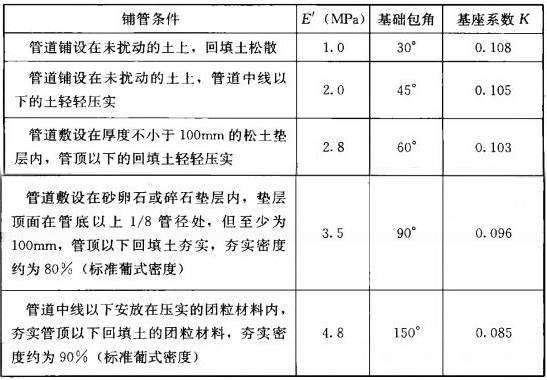 铺管条件 E′(MPa) 基础包角 基座系数 K
管道铺设在未扰动的土上，回填土松散 1.0 30° 0.108
管道铺设在未扰动的土上，管道中线以
下的土轻轻压实 2.0 45° 0.105
管道敷设在厚度不小于100mm的松土垫
层内，管顶以下的回填土轻轻压实 2.8 60° 0.103
管道敷设在砂卵石或碎石垫层内，垫层
顶面在管底以上 1/8 管径处，但至少为
100mm，管顶以下回填土夯实，夯实密度
约为80%（标准葡式密度） 3.5 90° 0.096
管道中线以下安放在压实的团粒材料内，
夯实管顶以下回填土的团粒材料，夯实密
度约为90%（标准葡式密度） 4.8 150° 0.085